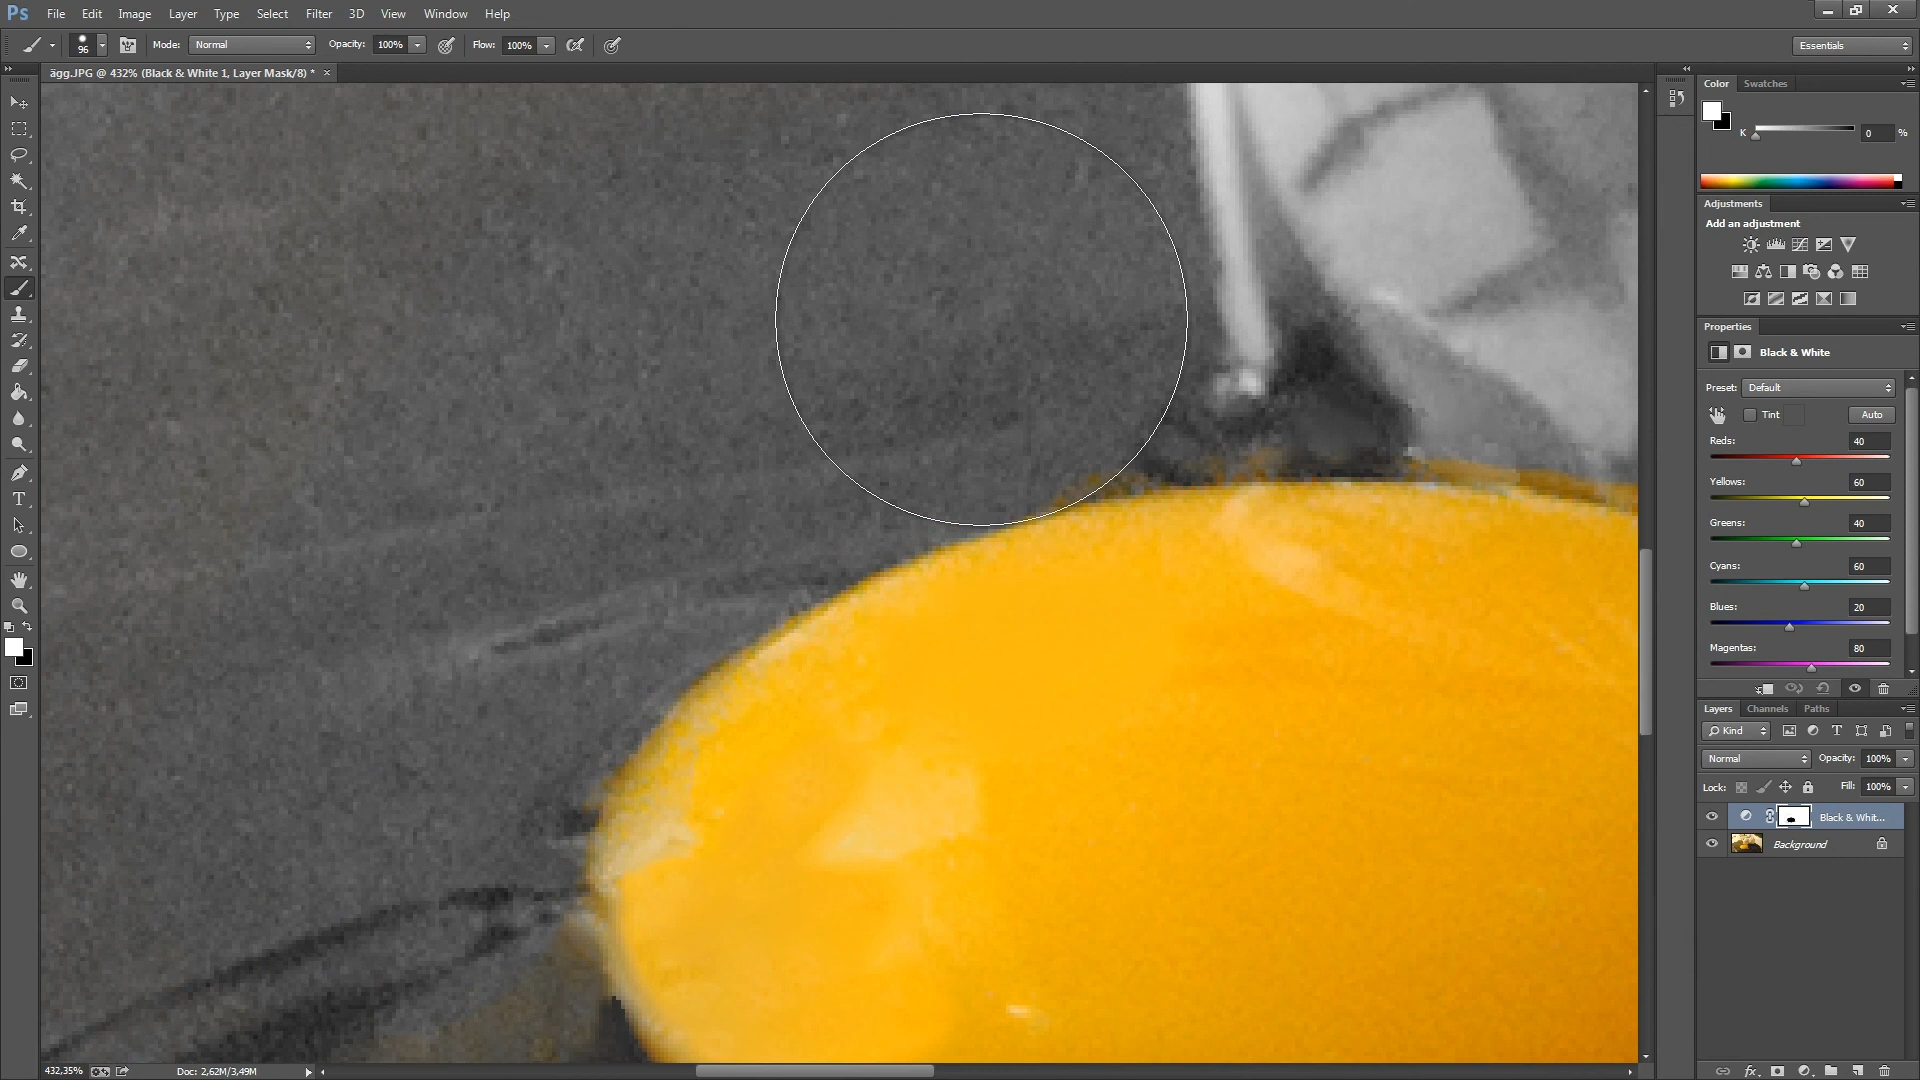 Ps File Edit Image Layer Type Select Filter 3D View Window Help
96 Mode: Normal Opacity: 100% Flow: 100% Essentials
ägg.JPG @ 432% (Black & White 1, Layer Mask/8) * ×
Color Swatches
K 0 %
Adjustments
Add an adjustment
Properties
Black & White
Preset: Default
Tint Auto
Reds: 40
Yellows: 60
Greens: 40
Cyans: 60
Blues: 20
Magentas: 80
Layers Channels Paths
Kind T
Normal Opacity: 100%
Lock: Fill: 100%
Black & Whit...
Background
T
432,35% Doc: 2,62M/3,49M
fx